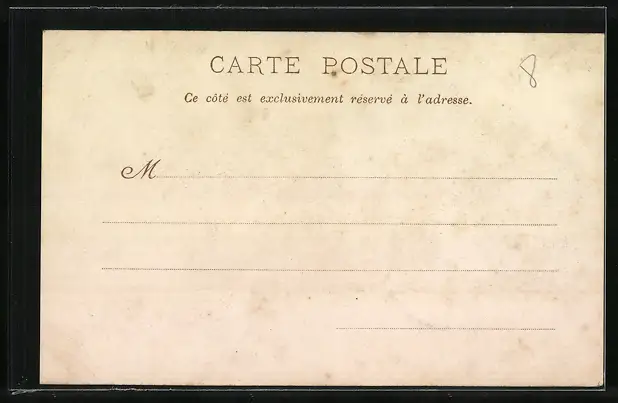 CARTE POSTALE
8
Ce côté est exclusivement réservé à l'adresse.
M